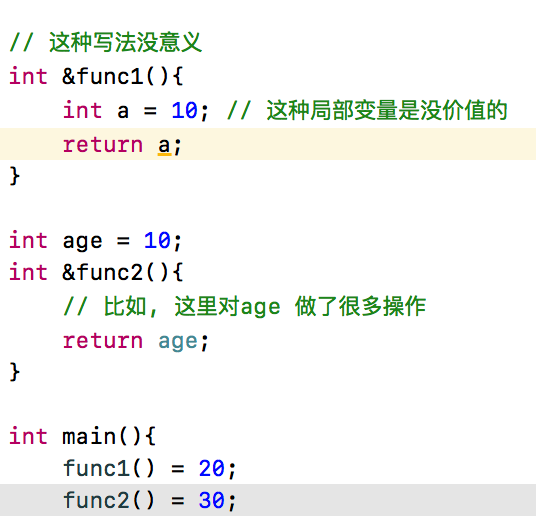 // 这种写法没意义
int &func1(){
    int a = 10; // 这种局部变量是没价值的
    return a;
}
int age = 10;
int &func2(){
    // 比如, 这里对age 做了很多操作
    return age;
}
int main(){
    func1() = 20;
    func2() = 30;